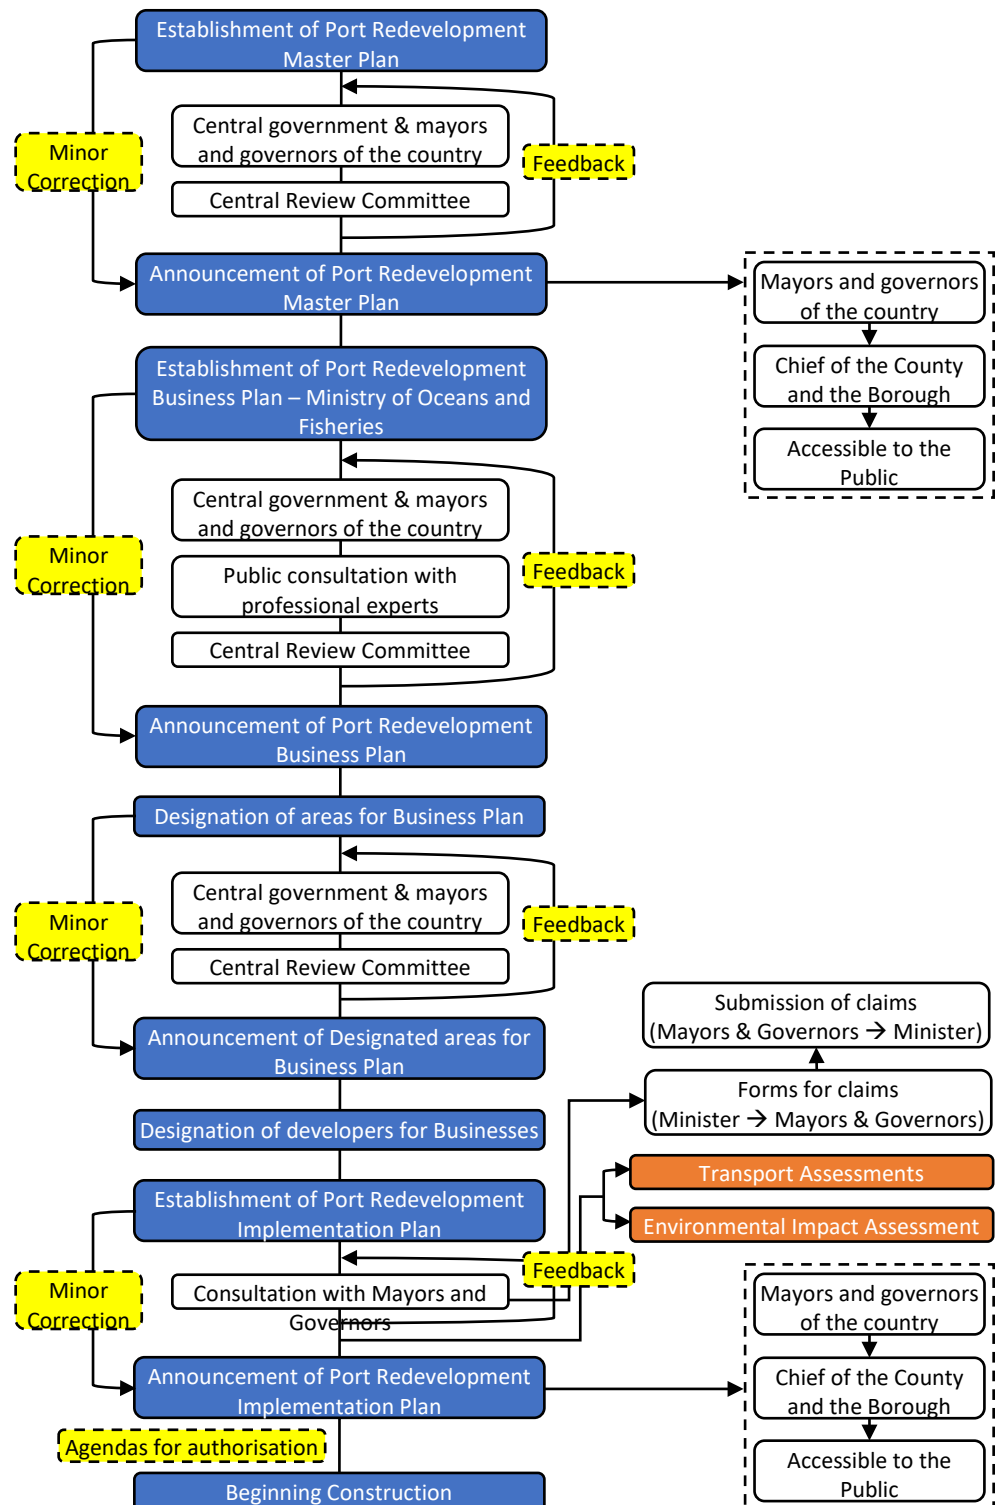 Establishment of Port Redevelopment
Master Plan
Central government & mayors
and governors of the country
Minor
Correction
Feedback
Central Review Committee
Announcement of Port Redevelopment
Master Plan
Mayors and governors
of the country
Chief of the County
and the Borough
Accessible to the
Public
Establishment of Port Redevelopment
Business Plan – Ministry of Oceans and
Fisheries
Central government & mayors
and governors of the country
Minor
Correction
Public consultation with
professional experts
Feedback
Central Review Committee
Announcement of Port Redevelopment
Business Plan
Designation of areas for Business Plan
Central government & mayors
and governors of the country
Minor
Correction
Feedback
Central Review Committee
Announcement of Designated areas for
Business Plan
Submission of claims
(Mayors & Governors → Minister)
Forms for claims
(Minister → Mayors & Governors)
Designation of developers for Businesses
Transport Assessments
Environmental Impact Assessment
Establishment of Port Redevelopment
Implementation Plan
Feedback
Minor
Correction
Consultation with Mayors and
Governors
Announcement of Port Redevelopment
Implementation Plan
Mayors and governors
of the country
Chief of the County
and the Borough
Accessible to the
Public
Agendas for authorisation
Beginning Construction